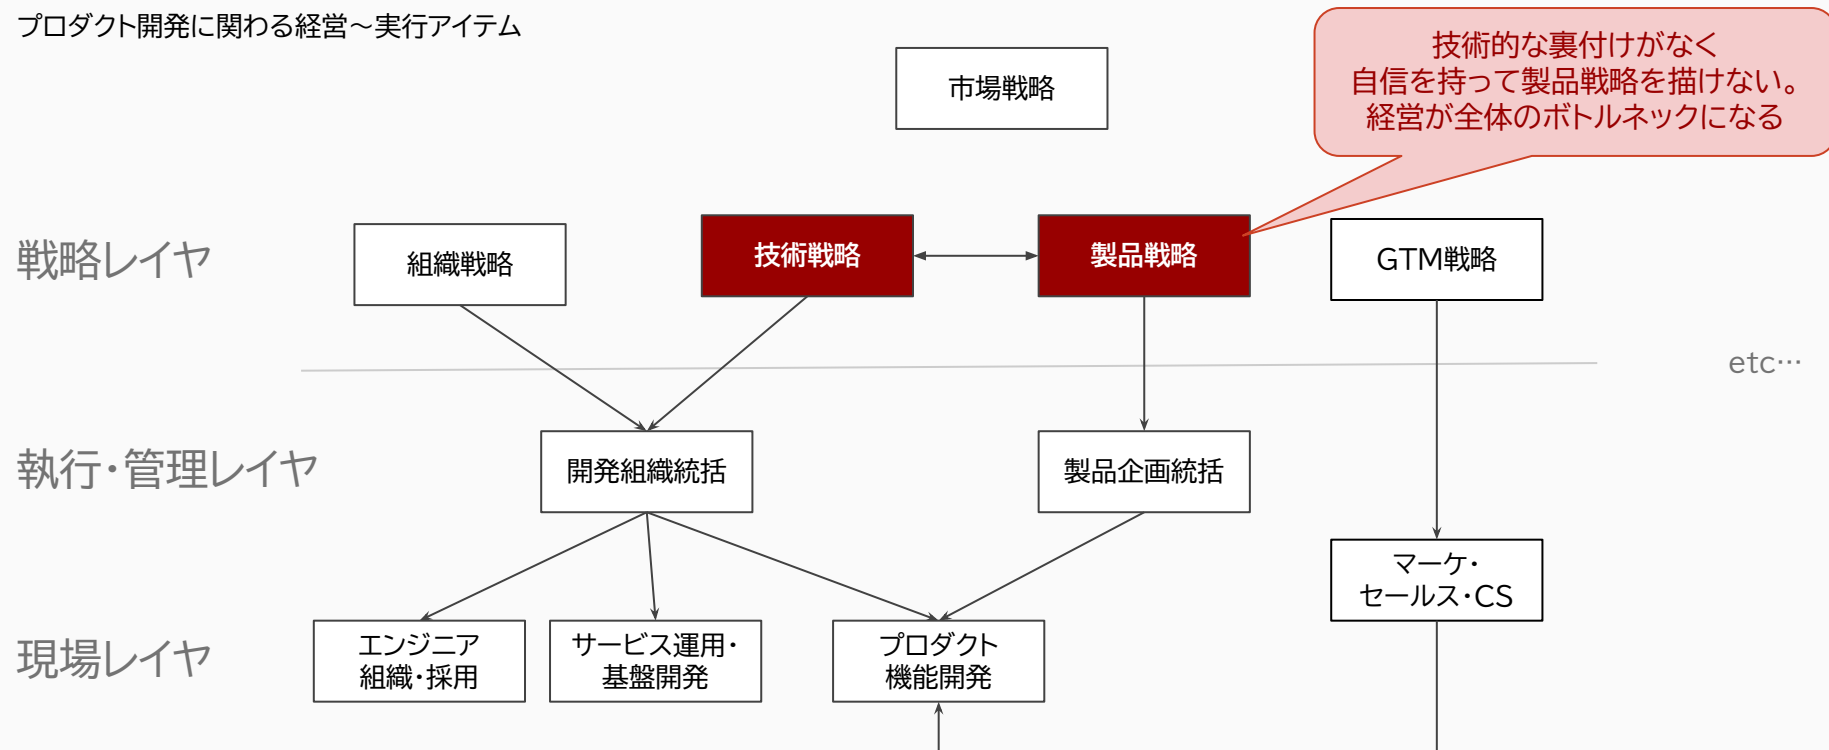 プロダクト開発に関わる経営～実行アイテム
市場戦略
技術的な裏付けがなく
自信を持って製品戦略を描けない。
経営が全体のボトルネックになる
戦略レイヤ
組織戦略
技術戦略
製品戦略
GTM戦略
etc…
執行・管理レイヤ
開発組織統括
製品企画統括
マーケ・
セールス・CS
現場レイヤ
エンジニア
組織・採用
サービス運用・
基盤開発
プロダクト
機能開発